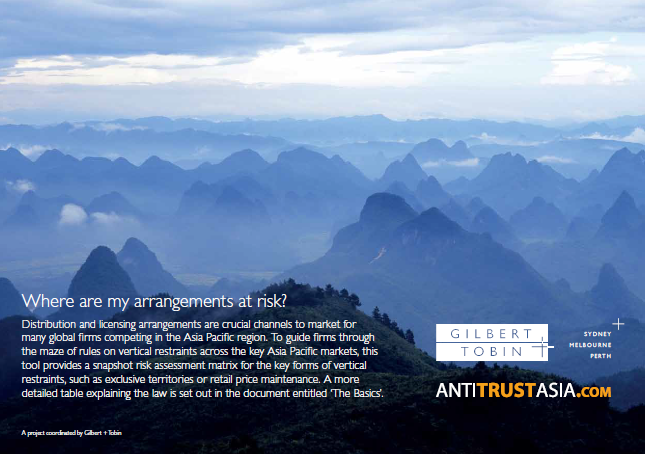 Where are my arrangements at risk?
Distribution and licensing arrangements are crucial channels to market for
many global firms competing in the Asia Pacific region. To guide firms through
the maze of rules on vertical restraints across the key Asia Pacific markets, this
tool provides a snapshot risk assessment matrix for the key forms of vertical
restraints, such as exclusive territories or retail price maintenance. A more
detailed table explaining the law is set out in the document entitled 'The Basics'.
A project coordinated by Gilbert + Tobin
GILBERT
TOBIN
SYDNEY
MELBOURNE
PERTH
ANTITRUSTASIA.COM